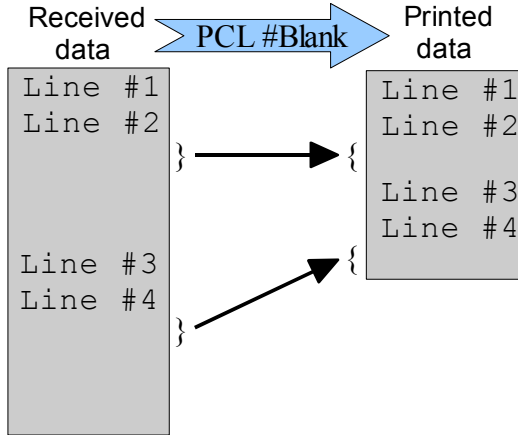 Received
data
PCL #Blank
Printed
data
Line #1
Line #2
}
Line #3
Line #4
}
Line #1
Line #2
{
Line #3
Line #4
{